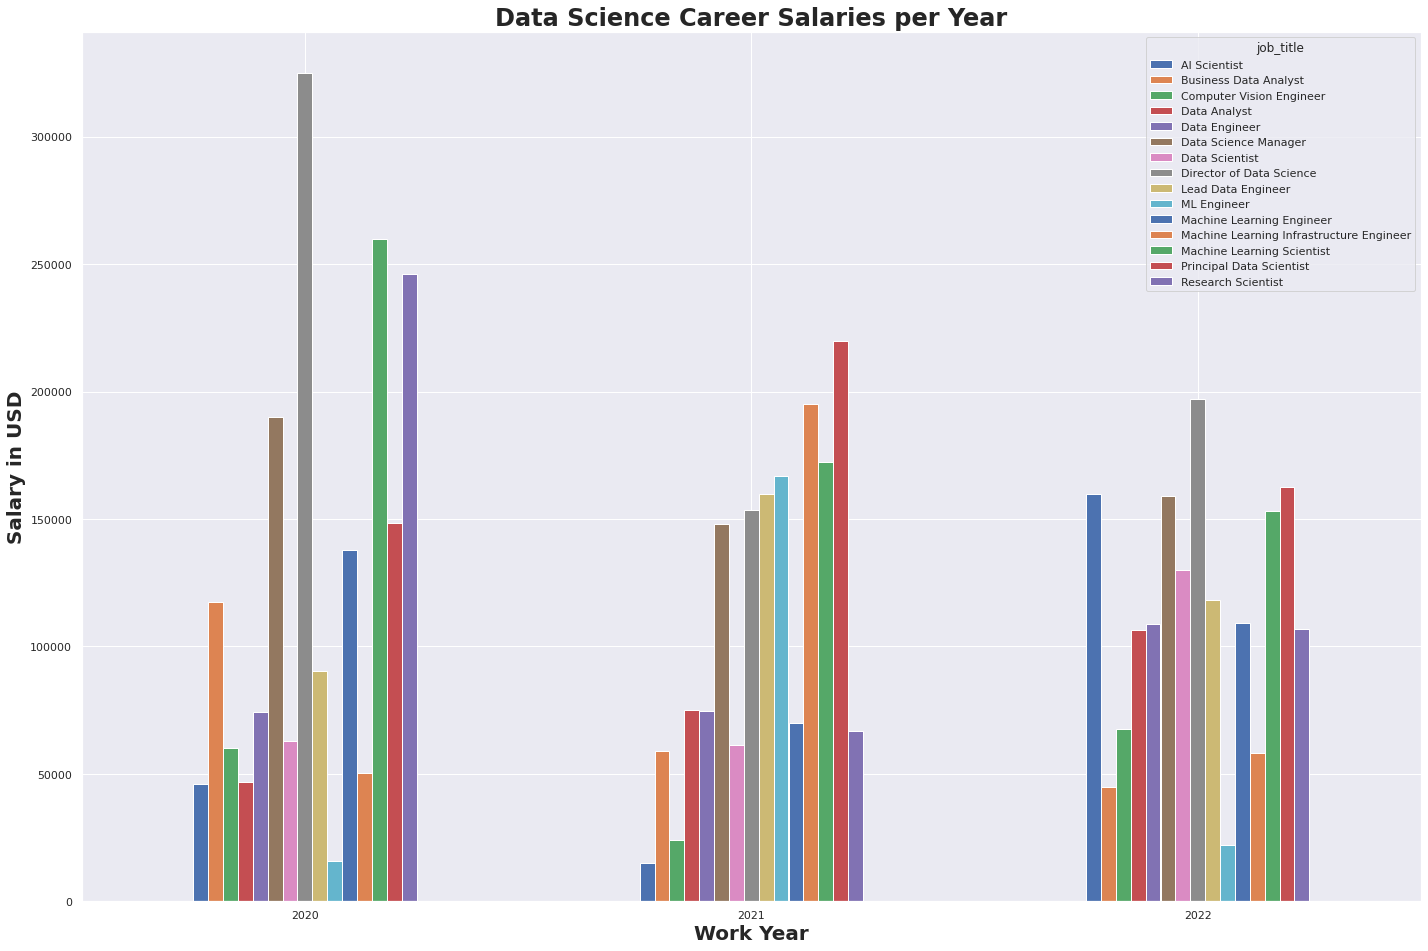 Data Science Career Salaries per Year
job_title
AI Scientist
Business Data Analyst
Computer Vision Engineer
Data Analyst
Data Engineer
Data Science Manager
Data Scientist
Director of Data Science
Lead Data Engineer
ML Engineer
Machine Learning Engineer
Machine Learning Infrastructure Engineer
Machine Learning Scientist
Principal Data Scientist
Research Scientist
Salary in USD
300000
250000
200000
150000
100000
50000
0
2020
2021
2022
Work Year